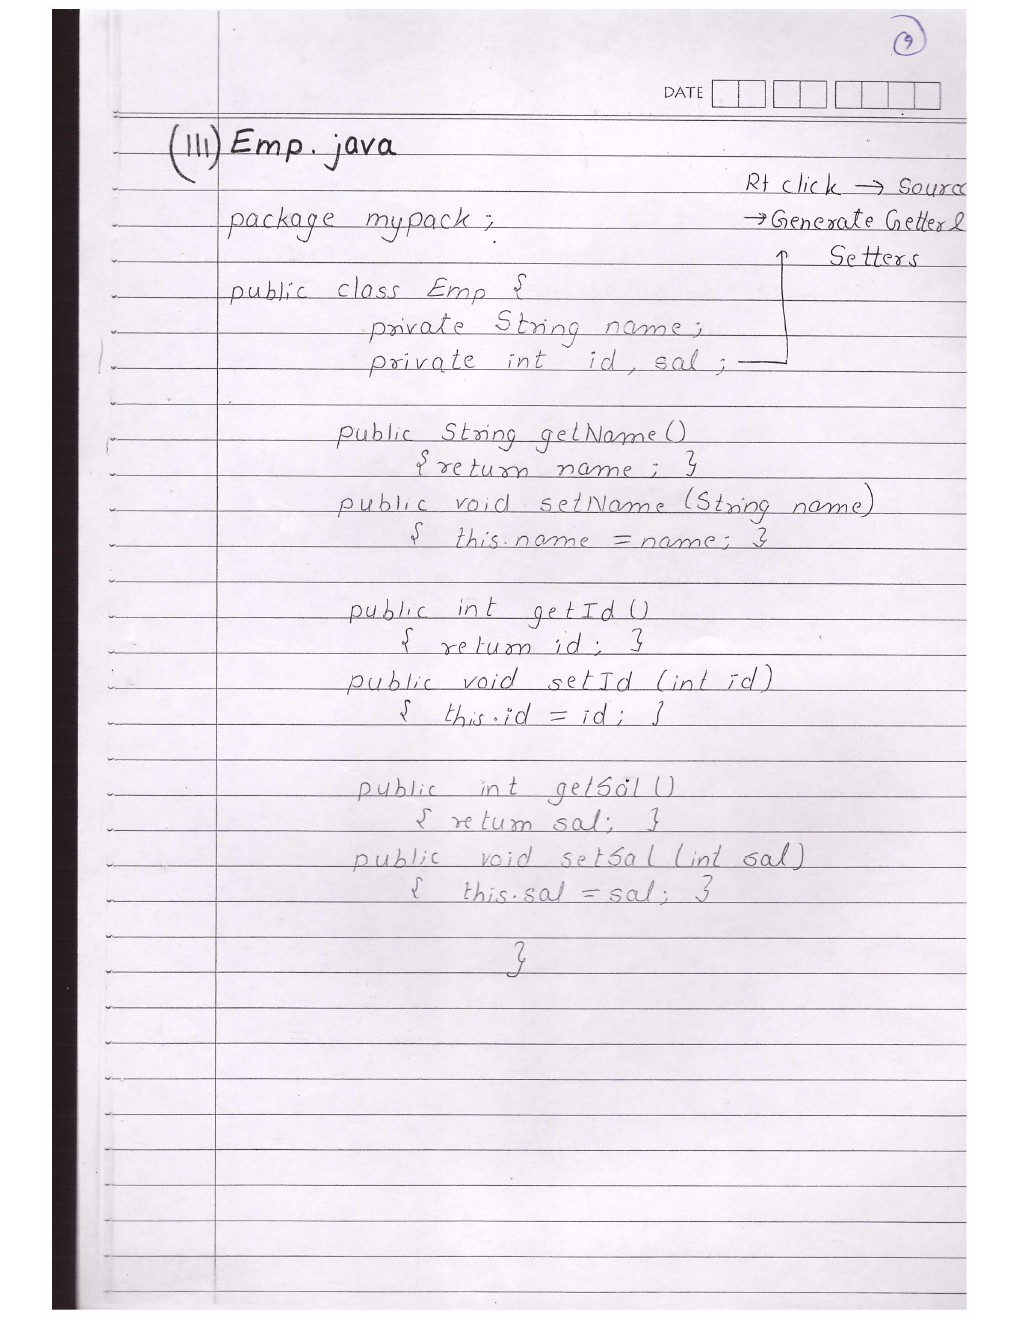 9
DATE
(III) Emp.java
Rt click → Source
→ Generate Getter &
Setters
package mypack;
public class Emp {
private String name;
private int id, sal;
public String getName()
{ return name; }
public void setName (String name)
{ this.name = name; }
public int getId()
{ return id; }
public void setId (int id)
{ this.id = id; }
public int getSal()
{ return sal; }
public void setSal (int sal)
{ this.sal = sal; }
}